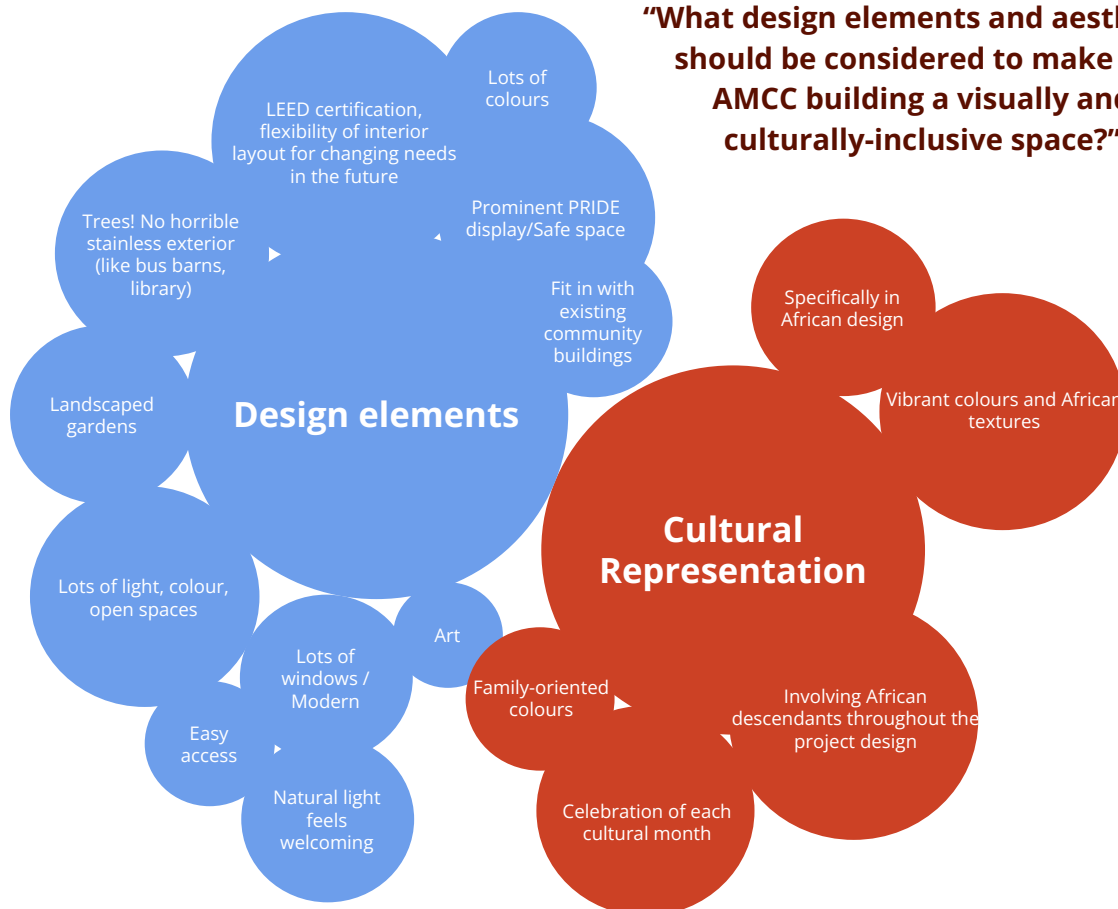 “What design elements and aesth
should be considered to make
AMCC building a visually and
culturally-inclusive space?“
Lots of
colours
LEED certification,
flexibility of interior
layout for changing needs
in the future
Prominent PRIDE
display/Safe space
Trees! No horrible
stainless exterior
(like bus barns,
library)
Fit in with
existing
community
buildings
Landscaped
gardens
Design elements
Lots of light, colour,
open spaces
Art
Lots of
windows /
Modern
Easy
access
Natural light
feels
welcoming
Specifically in
African design
Vibrant colours and African
textures
Cultural
Representation
Family-oriented
colours
Involving African
descendants throughout the
project design
Celebration of each
cultural month